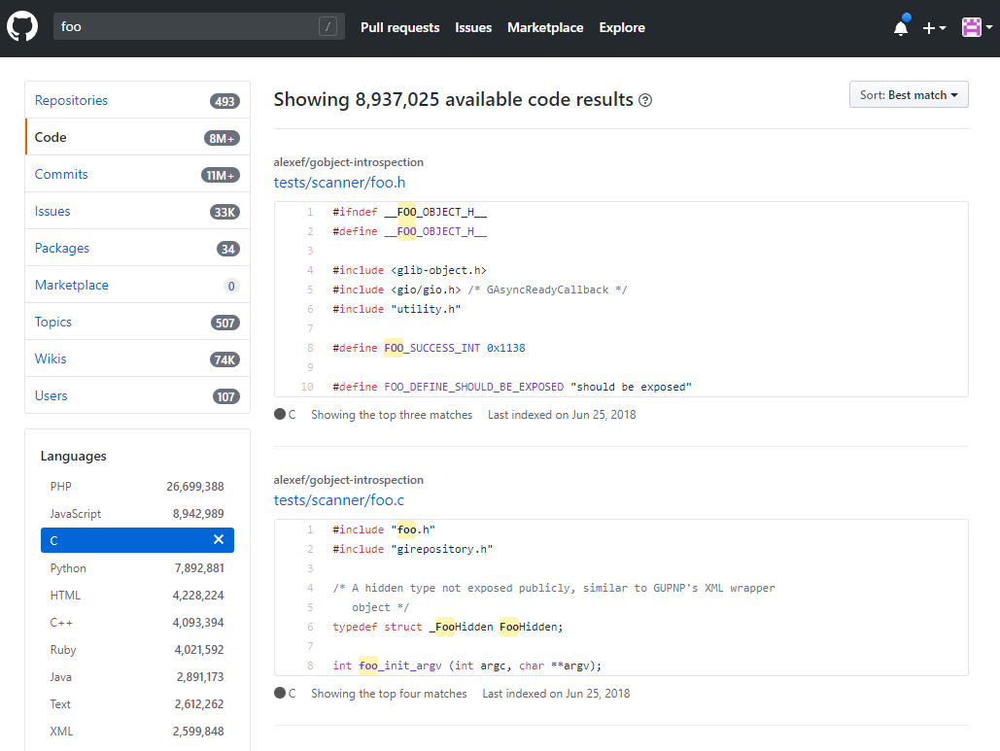 foo /
Pull requests Issues Marketplace Explore
Repositories 493
Code 8M+
Commits 11M+
Issues 33K
Packages 34
Marketplace 0
Topics 507
Wikis 74K
Users 107
Languages
PHP 26,699,388
JavaScript 8,942,989
C ✕
Python 7,892,881
HTML 4,228,224
C++ 4,093,394
Ruby 4,021,592
Java 2,891,173
Text 2,612,262
XML 2,599,848
Showing 8,937,025 available code results ?
Sort: Best match
alexef/gobject-introspection
tests/scanner/foo.h
1 #ifndef __FOO_OBJECT_H__
2 #define __FOO_OBJECT_H__
3
4 #include <glib-object.h>
5 #include <gio/gio.h> /* GAsyncReadyCallback */
6 #include "utility.h"
7
8 #define FOO_SUCCESS_INT 0x1138
9
10 #define FOO_DEFINE_SHOULD_BE_EXPOSED "should be exposed"
C Showing the top three matches Last indexed on Jun 25, 2018
alexef/gobject-introspection
tests/scanner/foo.c
1 #include "foo.h"
2 #include "girepository.h"
3
4 /* A hidden type not exposed publicly, similar to GUPNP's XML wrapper
5 object */
6 typedef struct _FooHidden FooHidden;
7
8 int foo_init_argv (int argc, char **argv);
C Showing the top four matches Last indexed on Jun 25, 2018